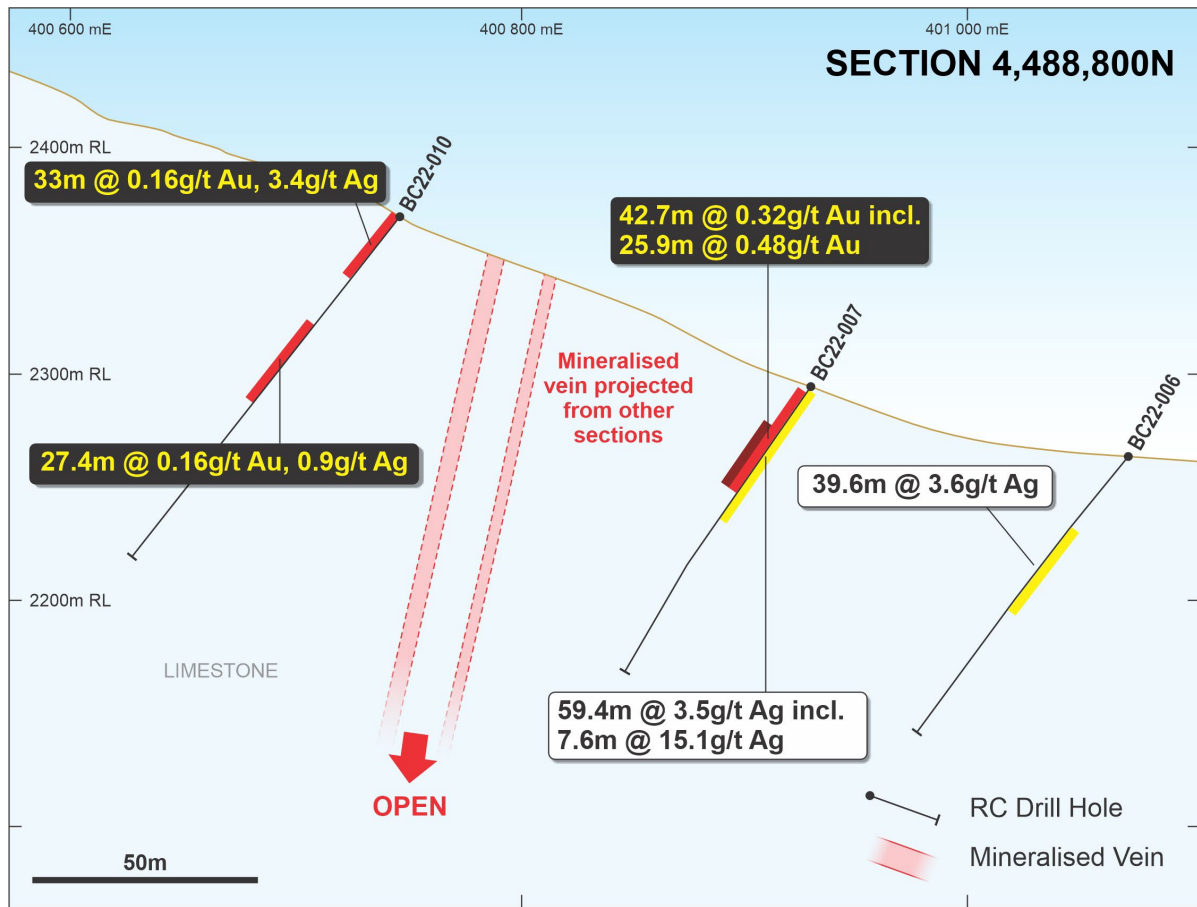 400 600 mE
400 800 mE
401 000 mE
SECTION 4,488,800N
2400m RL
33m @ 0.16g/t Au, 3.4g/t Ag
BC22-010
42.7m @ 0.32g/t Au incl.
25.9m @ 0.48g/t Au
2300m RL
Mineralised
vein projected
from other
sections
BC22-007
BC22-006
27.4m @ 0.16g/t Au, 0.9g/t Ag
39.6m @ 3.6g/t Ag
2200m RL
LIMESTONE
59.4m @ 3.5g/t Ag incl.
7.6m @ 15.1g/t Ag
OPEN
RC Drill Hole
Mineralised Vein
50m